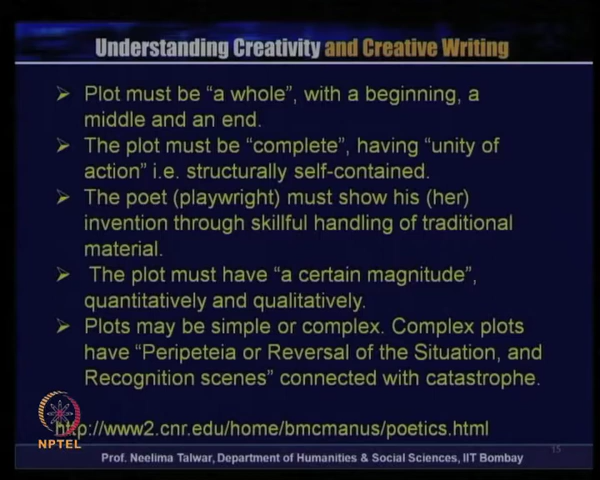 Understanding Creativity and Creative Writing
Plot must be “a whole”, with a beginning, a
middle and an end.
The plot must be “complete”, having “unity of
action” i.e. structurally self-contained.
The poet (playwright) must show his (her)
invention through skillful handling of traditional
material.
The plot must have “a certain magnitude”,
quantitatively and qualitatively.
Plots may be simple or complex. Complex plots
have “Peripeteia or Reversal of the Situation, and
Recognition scenes” connected with catastrophe.
http://www2.cnr.edu/home/bmcmanus/poetics.html
NPTEL
15
Prof. Neelima Talwar, Department of Humanities & Social Sciences, IIT Bombay